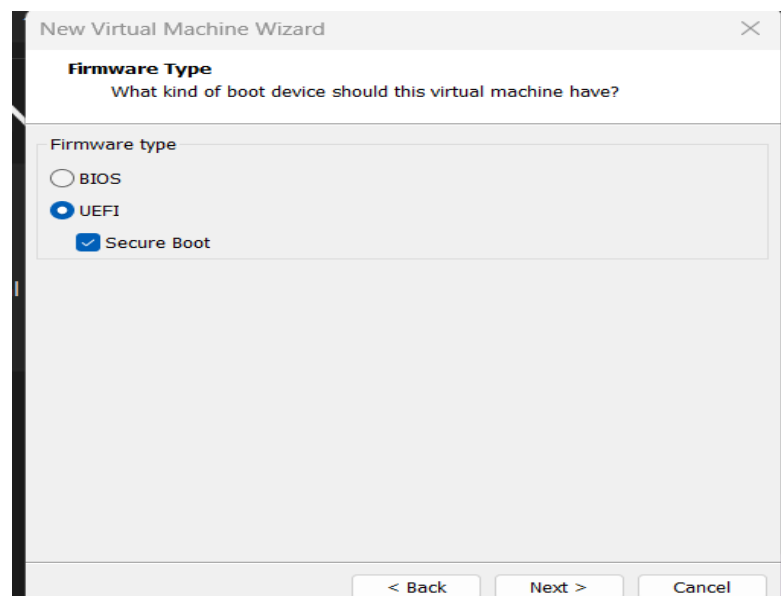 New Virtual Machine Wizard
Firmware Type
What kind of boot device should this virtual machine have?
Firmware type
BIOS
UEFI
Secure Boot
< Back Next > Cancel